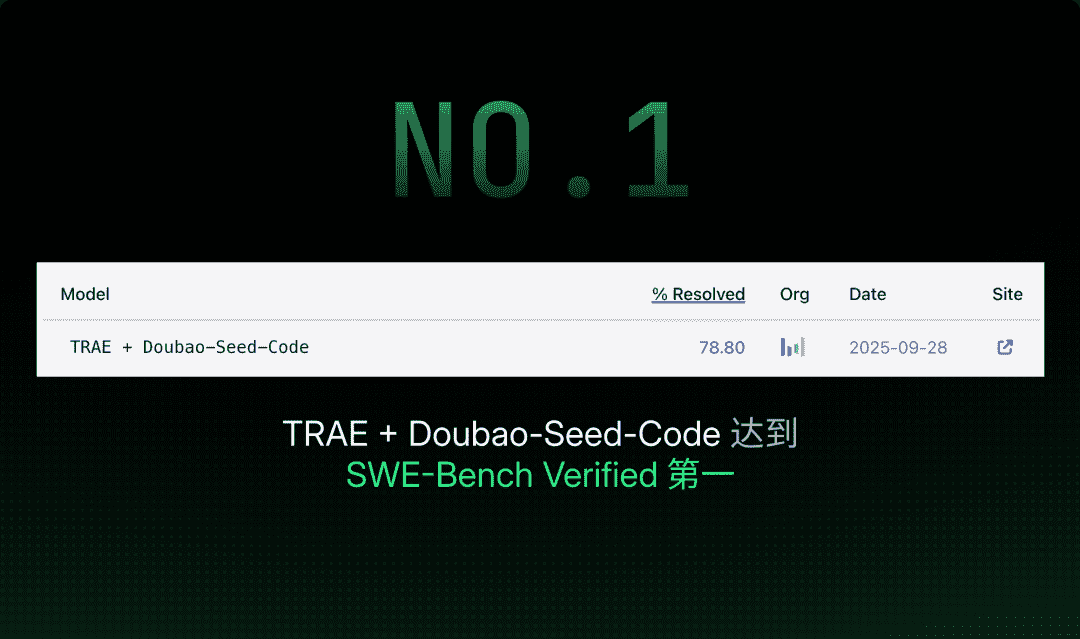 NO.1
Model % Resolved Org Date Site
TRAE + Doubao-Seed-Code 78.80 2025-09-28
TRAE + Doubao-Seed-Code 达到
SWE-Bench Verified 第一